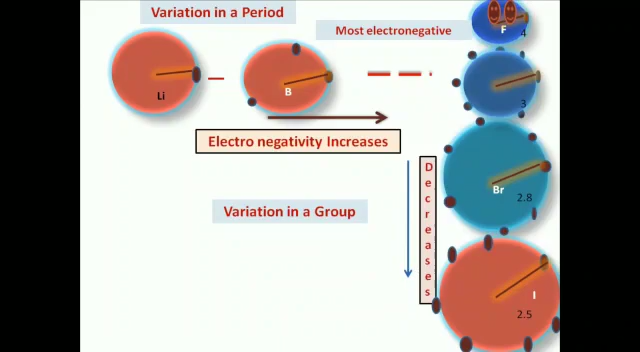 Variation in a Period
Most electronegative
F
4
Li
B
3
Electro negativity Increases
Decreases
Br
2.8
Variation in a Group
I
2.5